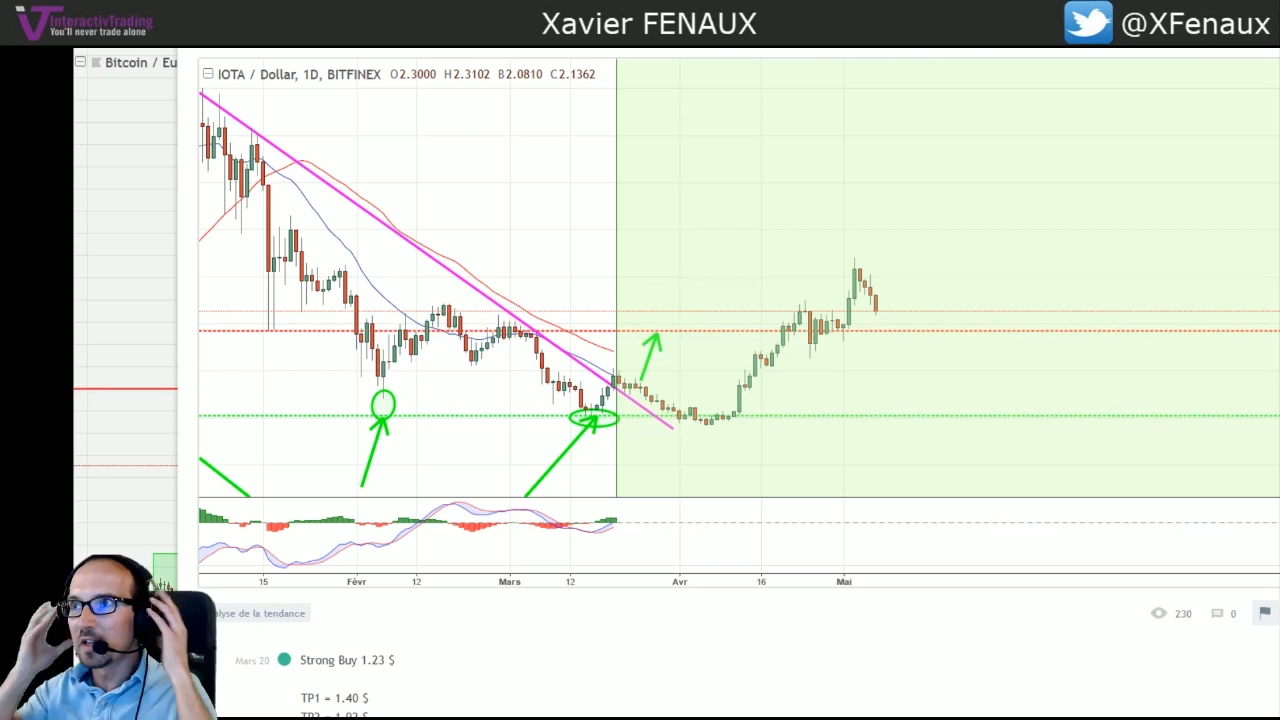 InteractivTrading
You'll never trade alone
Xavier FENAUX
@XFenaux
Bitcoin / Eu
IOTA / Dollar, 1D, BITFINEX O2.3000 H2.3102 B2.0810 C2.1362
15 Févr 12 Mars 12 Avr 16 Mai
alyse de la tendance
230 0
Mars 20 Strong Buy 1.23 $
TP1 = 1.40 $